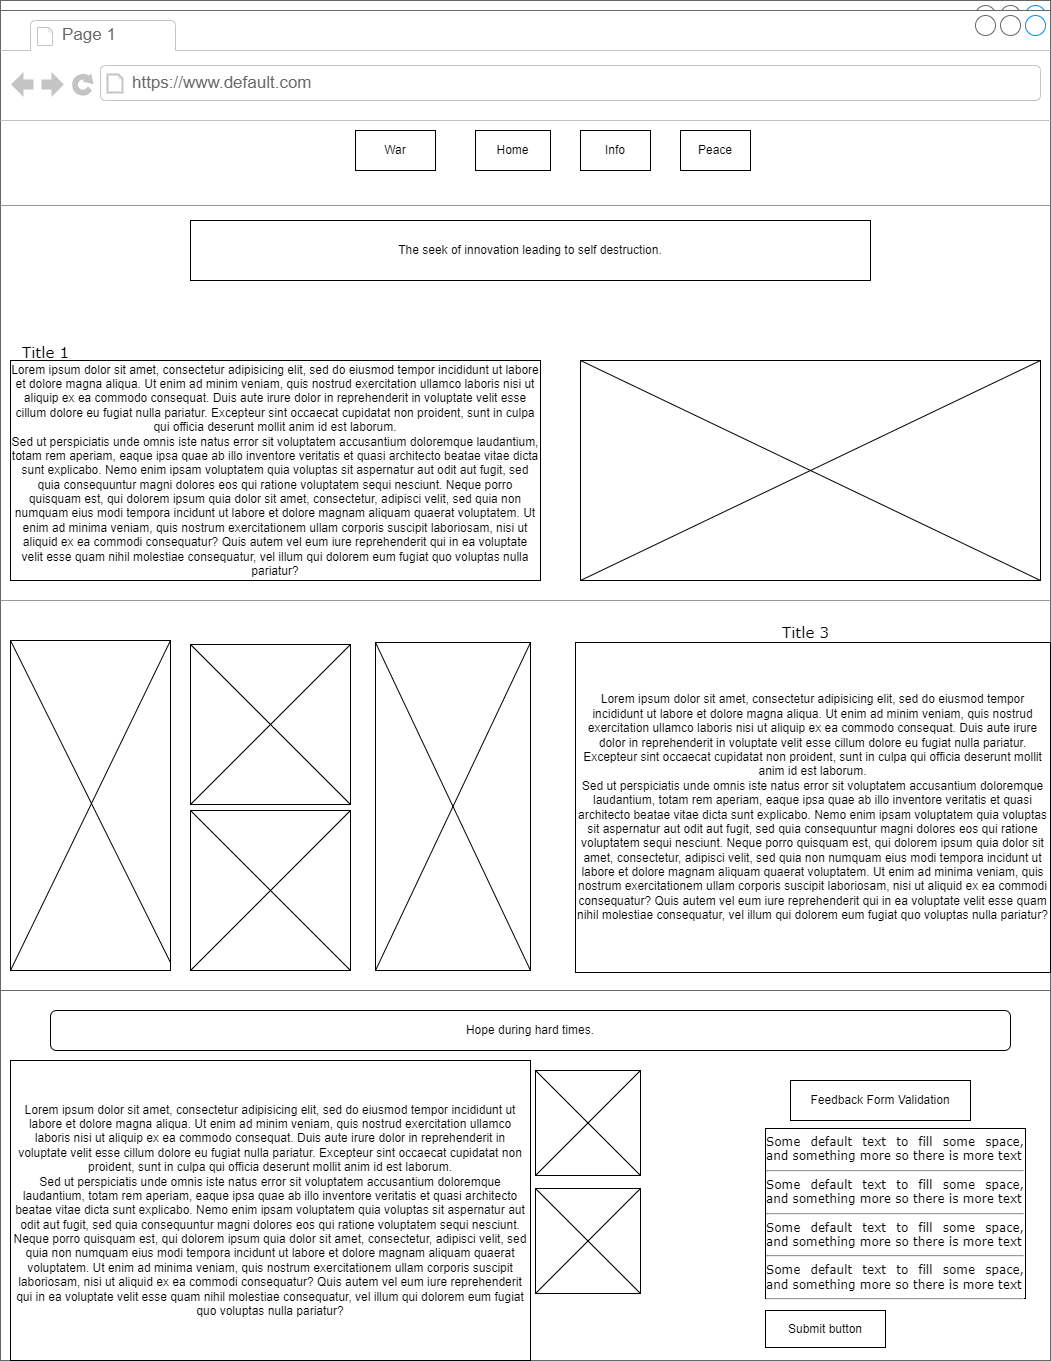 Page 1
https://www.default.com
War
Home
Info
Peace
The seek of innovation leading to self destruction.
Title 1
Lorem ipsum dolor sit amet, consectetur adipisicing elit, sed do eiusmod tempor incididunt ut labore
et dolore magna aliqua. Ut enim ad minim veniam, quis nostrud exercitation ullamco laboris nisi ut
aliquip ex ea commodo consequat. Duis aute irure dolor in reprehenderit in voluptate velit esse
cillum dolore eu fugiat nulla pariatur. Excepteur sint occaecat cupidatat non proident, sunt in culpa
qui officia deserunt mollit anim id est laborum.
Sed ut perspiciatis unde omnis iste natus error sit voluptatem accusantium doloremque laudantium,
totam rem aperiam, eaque ipsa quae ab illo inventore veritatis et quasi architecto beatae vitae dicta
sunt explicabo. Nemo enim ipsam voluptatem quia voluptas sit aspernatur aut odit aut fugit, sed
quia consequuntur magni dolores eos qui ratione voluptatem sequi nesciunt. Neque porro
quisquam est, qui dolorem ipsum quia dolor sit amet, consectetur, adipisci velit, sed quia non
numquam eius modi tempora incidunt ut labore et dolore magnam aliquam quaerat voluptatem. Ut
enim ad minima veniam, quis nostrum exercitationem ullam corporis suscipit laboriosam, nisi ut
aliquid ex ea commodi consequatur? Quis autem vel eum iure reprehenderit qui in ea voluptate
velit esse quam nihil molestiae consequatur, vel illum qui dolorem eum fugiat quo voluptas nulla
pariatur?
Title 3
Lorem ipsum dolor sit amet, consectetur adipisicing elit, sed do eiusmod tempor
incididunt ut labore et dolore magna aliqua. Ut enim ad minim veniam, quis nostrud
exercitation ullamco laboris nisi ut aliquip ex ea commodo consequat. Duis aute irure
dolor in reprehenderit in voluptate velit esse cillum dolore eu fugiat nulla pariatur.
Excepteur sint occaecat cupidatat non proident, sunt in culpa qui officia deserunt mollit
anim id est laborum.
Sed ut perspiciatis unde omnis iste natus error sit voluptatem accusantium doloremque
laudantium, totam rem aperiam, eaque ipsa quae ab illo inventore veritatis et quasi
architecto beatae vitae dicta sunt explicabo. Nemo enim ipsam voluptatem quia voluptas
sit aspernatur aut odit aut fugit, sed quia consequuntur magni dolores eos qui ratione
voluptatem sequi nesciunt. Neque porro quisquam est, qui dolorem ipsum quia dolor sit
amet, consectetur, adipisci velit, sed quia non numquam eius modi tempora incidunt ut
labore et dolore magnam aliquam quaerat voluptatem. Ut enim ad minima veniam, quis
nostrum exercitationem ullam corporis suscipit laboriosam, nisi ut aliquid ex ea commodi
consequatur? Quis autem vel eum iure reprehenderit qui in ea voluptate velit esse quam
nihil molestiae consequatur, vel illum qui dolorem eum fugiat quo voluptas nulla pariatur?
Hope during hard times.
Lorem ipsum dolor sit amet, consectetur adipisicing elit, sed do eiusmod tempor incididunt ut
labore et dolore magna aliqua. Ut enim ad minim veniam, quis nostrud exercitation ullamco
laboris nisi ut aliquip ex ea commodo consequat. Duis aute irure dolor in reprehenderit in
voluptate velit esse cillum dolore eu fugiat nulla pariatur. Excepteur sint occaecat cupidatat non
proident, sunt in culpa qui officia deserunt mollit anim id est laborum.
Sed ut perspiciatis unde omnis iste natus error sit voluptatem accusantium doloremque
laudantium, totam rem aperiam, eaque ipsa quae ab illo inventore veritatis et quasi architecto
beatae vitae dicta sunt explicabo. Nemo enim ipsam voluptatem quia voluptas sit aspernatur aut
odit aut fugit, sed quia consequuntur magni dolores eos qui ratione voluptatem sequi nesciunt.
Neque porro quisquam est, qui dolorem ipsum quia dolor sit amet, consectetur, adipisci velit,
sed quia non numquam eius modi tempora incidunt ut labore et dolore magnam aliquam quaerat
voluptatem. Ut enim ad minima veniam, quis nostrum exercitationem ullam corporis suscipit
laboriosam, nisi ut aliquid ex ea commodi consequatur? Quis autem vel eum iure reprehenderit
qui in ea voluptate velit esse quam nihil molestiae consequatur, vel illum qui dolorem eum fugiat
quo voluptas nulla pariatur?
Feedback Form Validation
Some default text to fill some space,
and something more so there is more text
Some default text to fill some space,
and something more so there is more text
Some default text to fill some space,
and something more so there is more text
Some default text to fill some space,
and something more so there is more text
Submit button